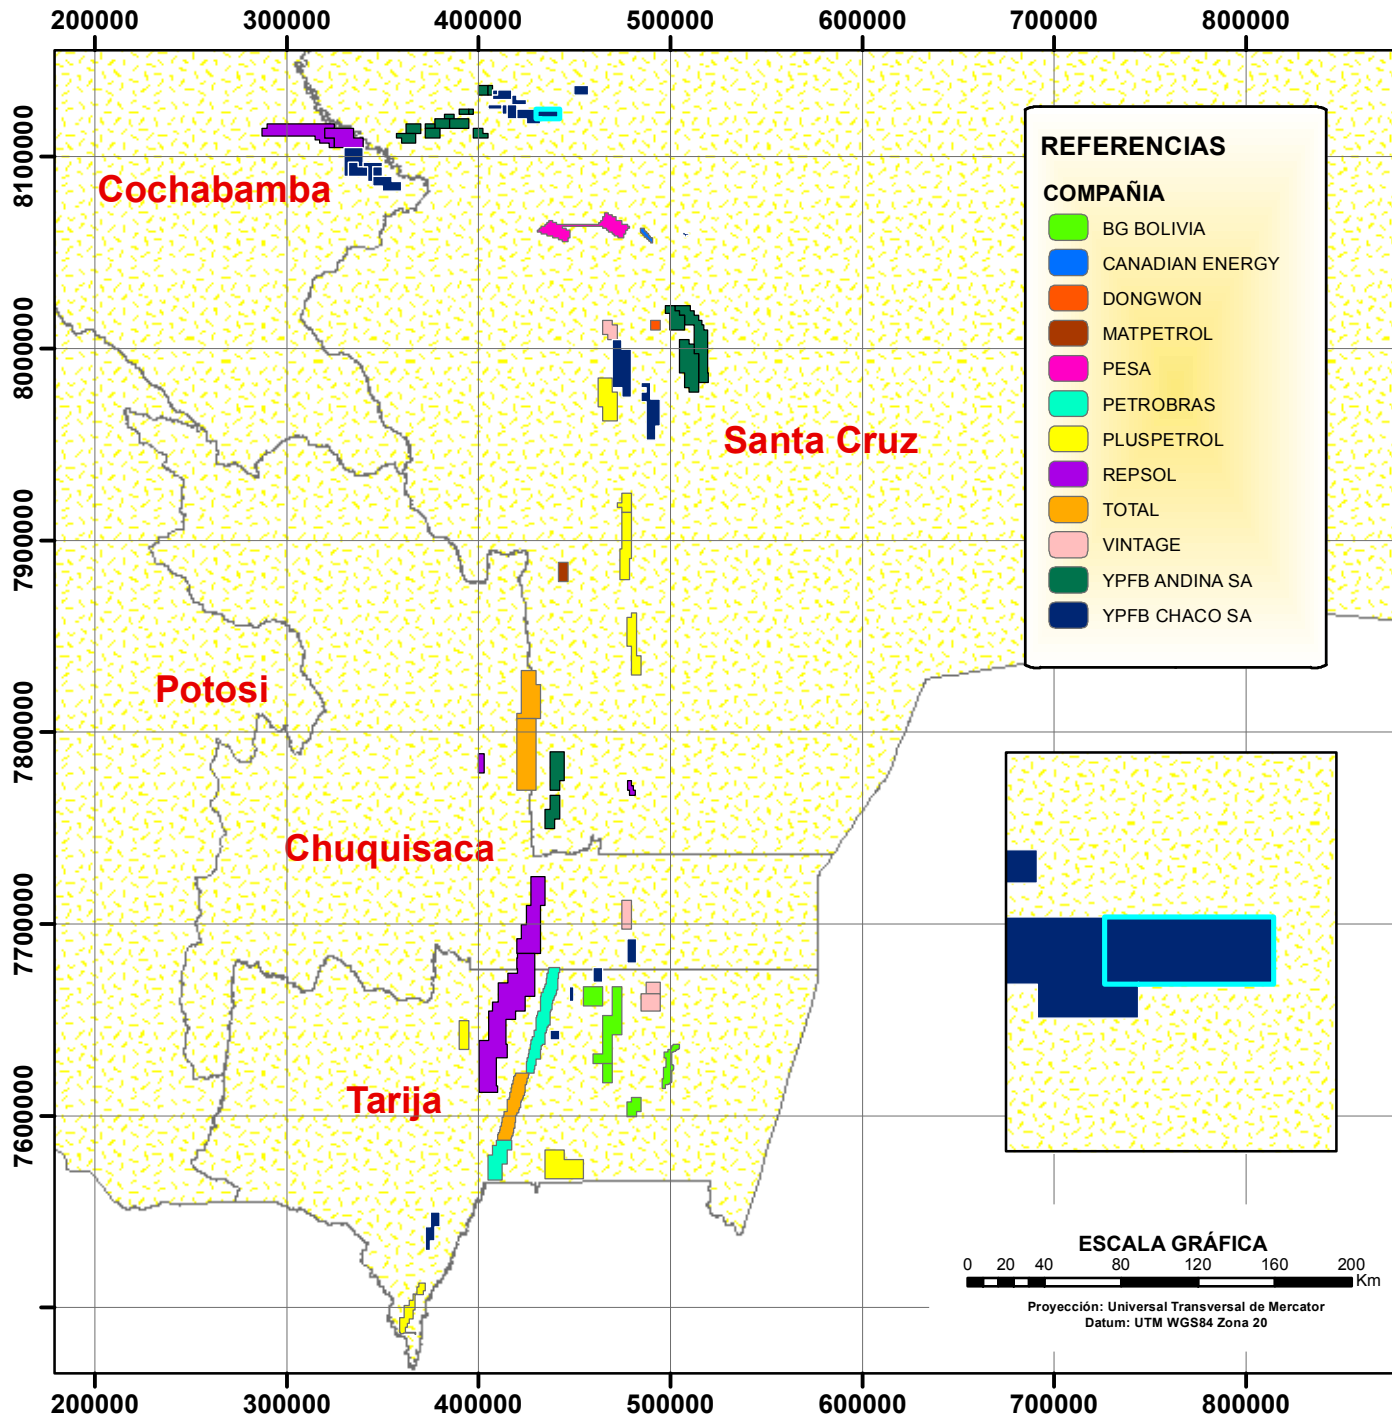 200000 300000 400000 500000 600000 700000 800000
8100000
8000000
7900000
7800000
7700000
7600000
Cochabamba
Santa Cruz
Potosi
Chuquisaca
Tarija
REFERENCIAS
COMPAÑIA
BG BOLIVIA
CANADIAN ENERGY
DONGWON
MATPETROL
PESA
PETROBRAS
PLUSPETROL
REPSOL
TOTAL
VINTAGE
YPFB ANDINA SA
YPFB CHACO SA
ESCALA GRÁFICA
0 20 40 80 120 160 200
Km
Proyección: Universal Transversal de Mercator
Datum: UTM WGS84 Zona 20
200000 300000 400000 500000 600000 700000 800000